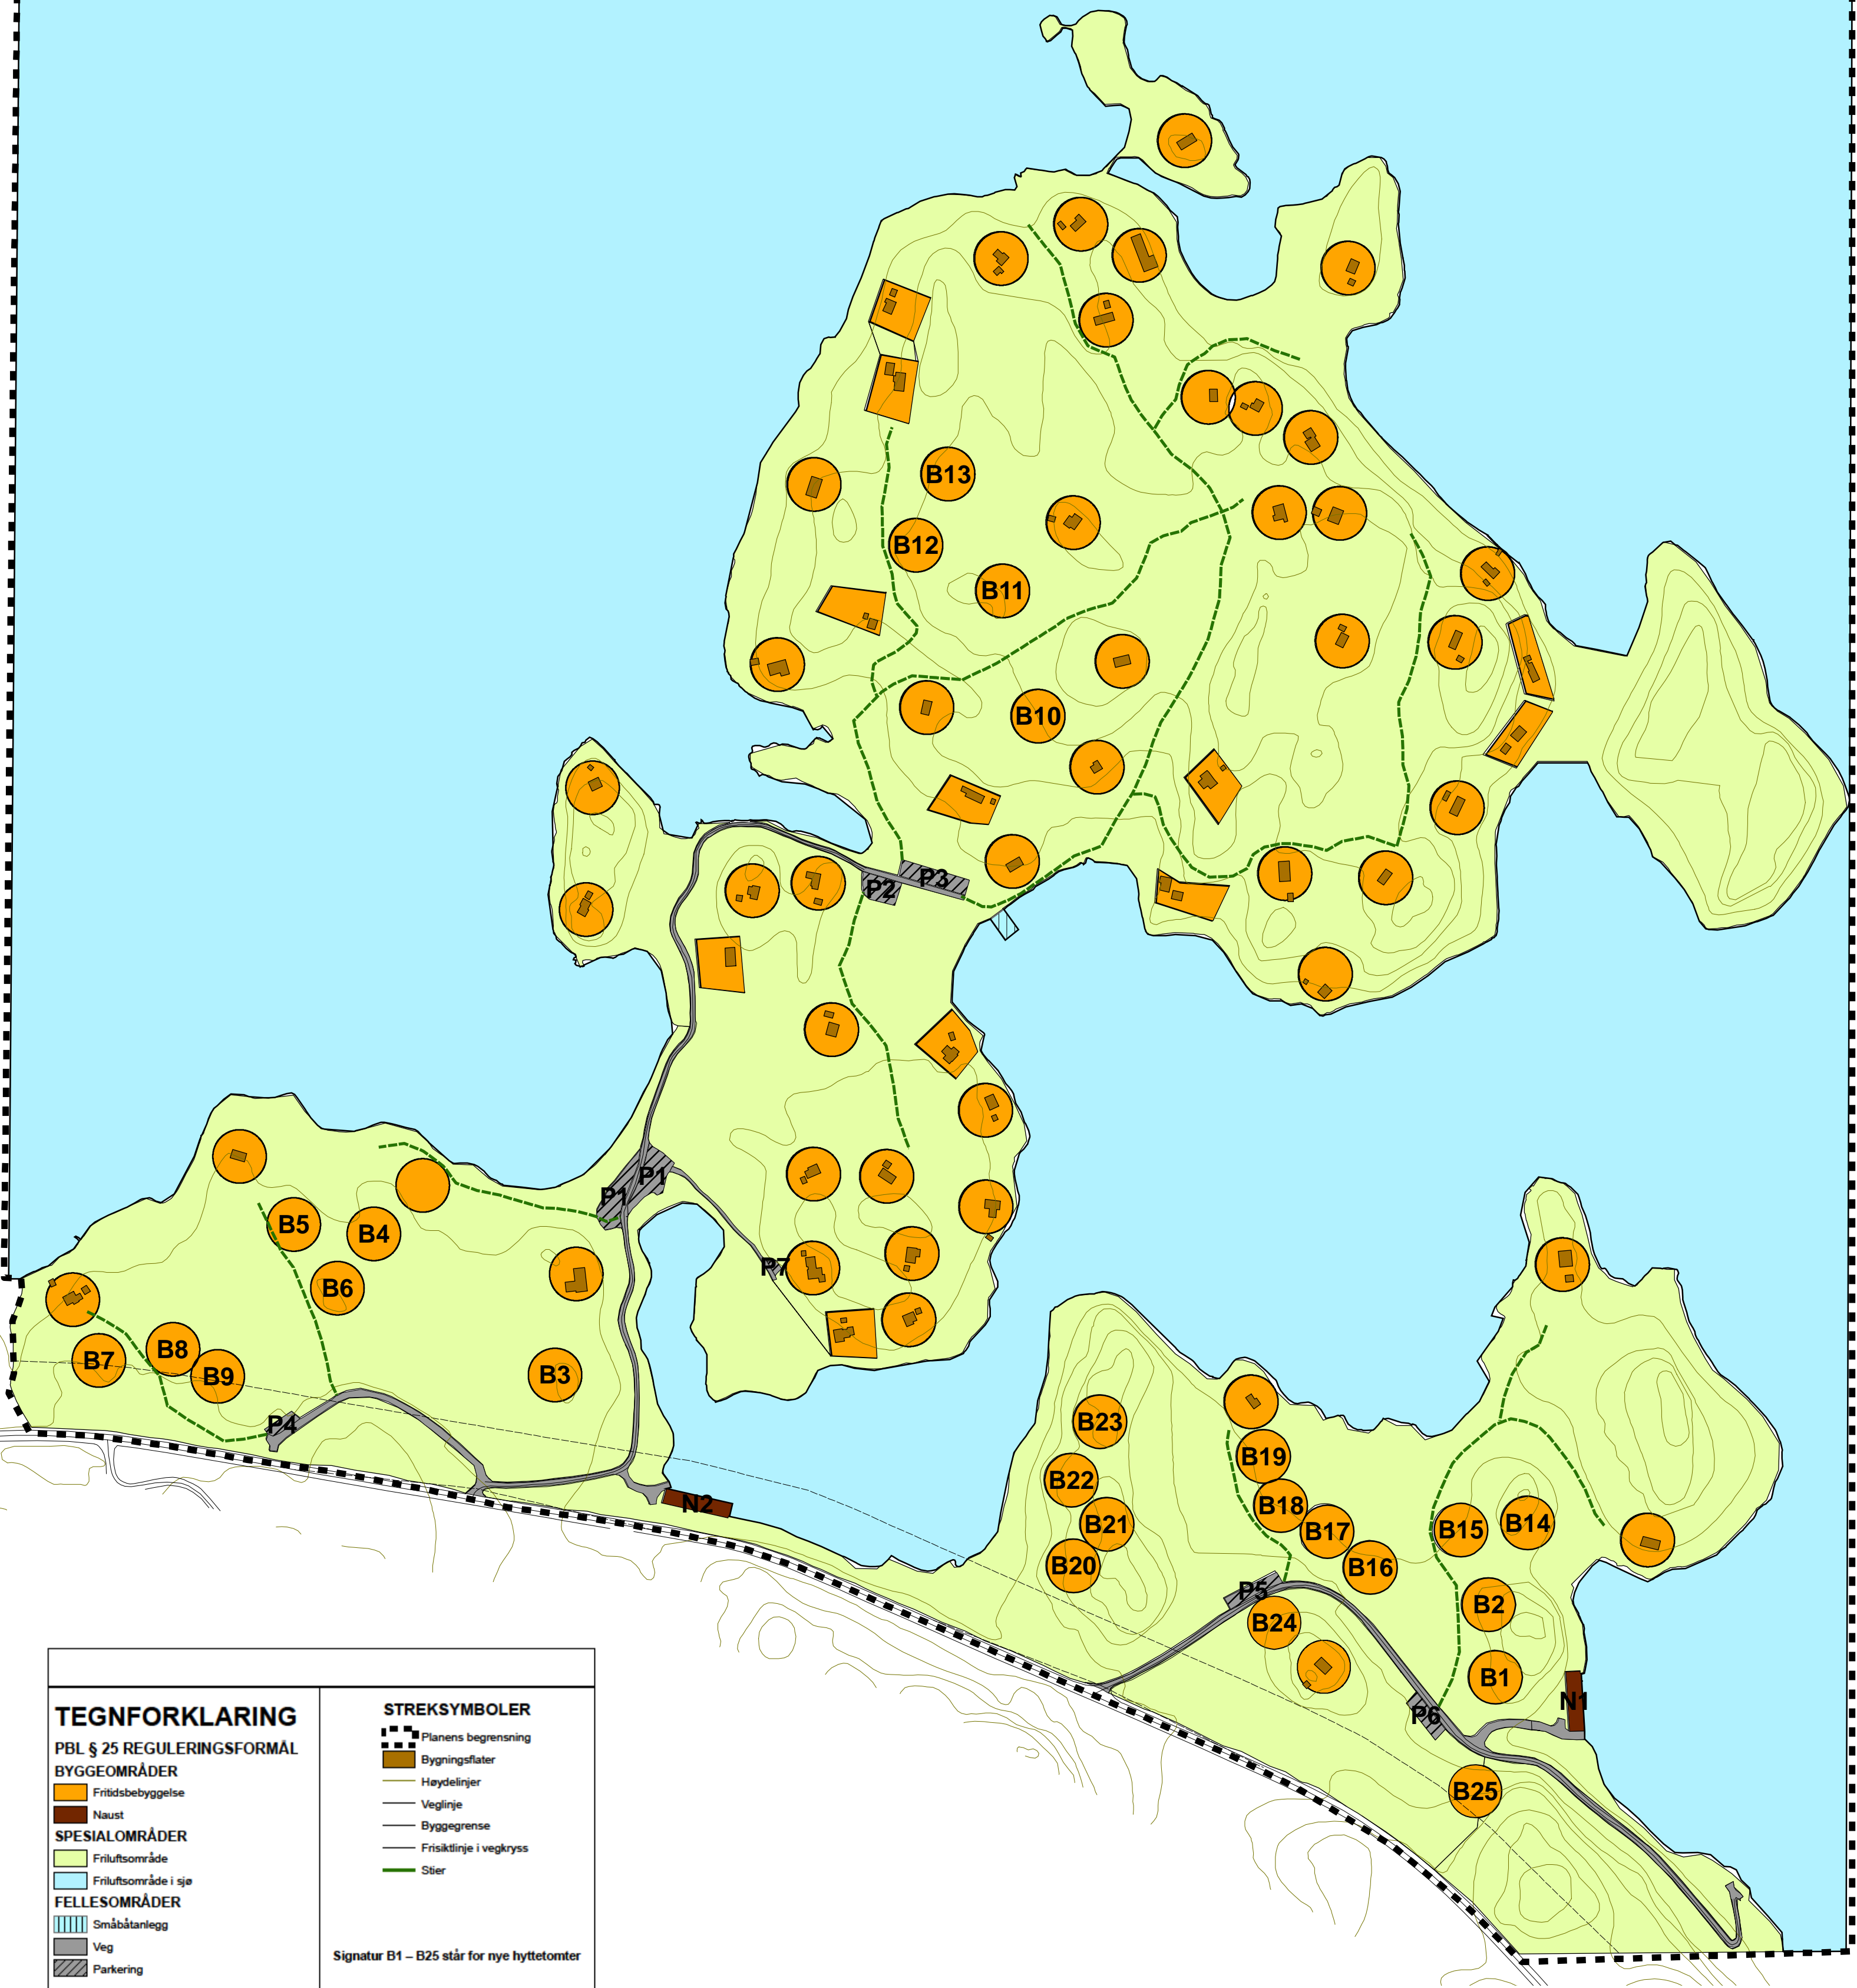 B13
B12
B11
B10
P3
P2
P1
P1
B5
B4
B6
P7
B8
B7
B9
B3
P4
N2
B23
B19
B22
B18
B21
B17
B15
B14
B20
B16
P5
B2
B24
B1
N1
P6
B25
TEGNFORKLARING
PBL § 25 REGULERINGSFORMÅL
BYGGEOMRÅDER
Fritidsbebyggelse
Naust
SPESIALOMRÅDER
Friluftsområde
Friluftsområde i sjø
FELLESOMRÅDER
Småbåtanlegg
Veg
Parkering
STREKSYMBOLER
Planens begrensning
Bygningsflater
Høydelinjer
Veglinje
Byggegrense
Frisiktlinje i vegkryss
Stier
Signatur B1 – B25 står for nye hyttetomter